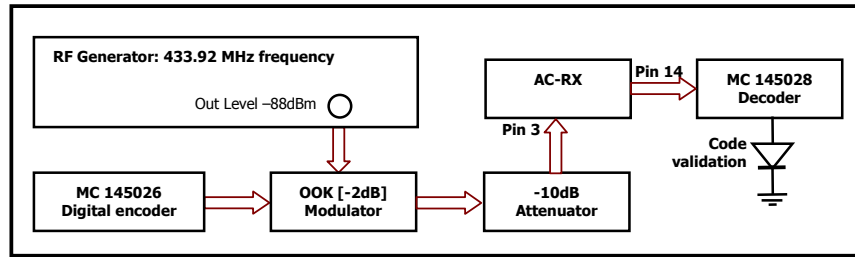 RF Generator: 433.92 MHz frequency
Out Level –88dBm
AC-RX
Pin 14
MC 145028
Decoder
Pin 3
Code
validation
MC 145026
Digital encoder
OOK [-2dB]
Modulator
-10dB
Attenuator